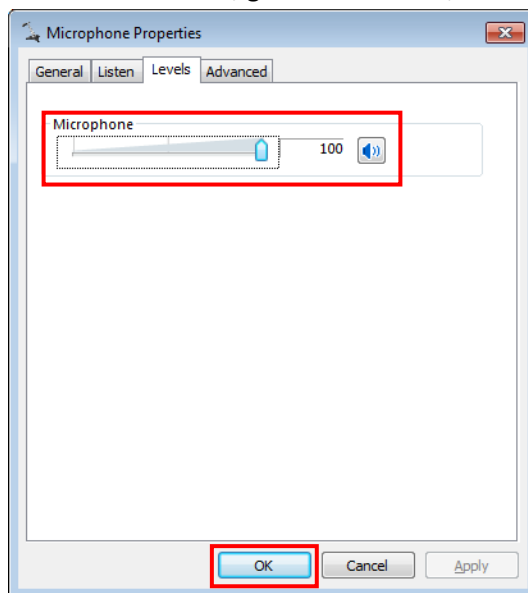 Microphone Properties
General Listen Levels Advanced
Microphone
100
OK Cancel Apply